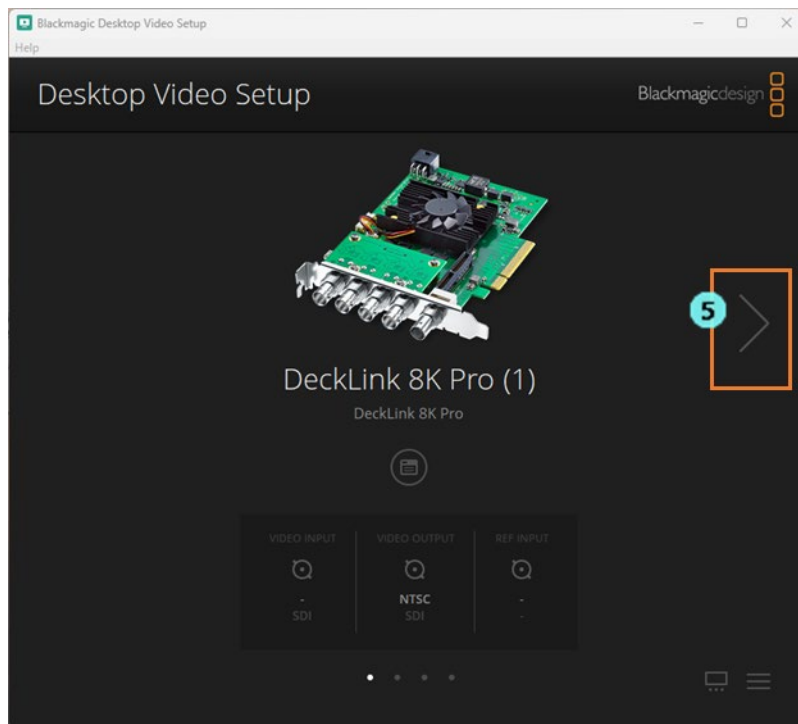 Blackmagic Desktop Video Setup
Help
Desktop Video Setup
Blackmagicdesign
5
DeckLink 8K Pro (1)
DeckLink 8K Pro
VIDEO INPUT
VIDEO OUTPUT
REF INPUT
-
NTSC
-
SDI
SDI
-